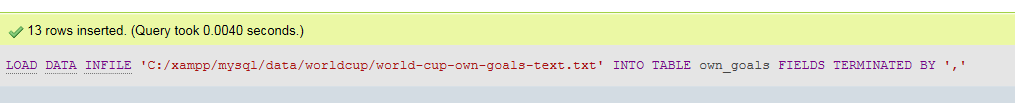 13 rows inserted. (Query took 0.0040 seconds.)
LOAD DATA INFILE 'C:/xampp/mysql/data/worldcup/world-cup-own-goals-text.txt' INTO TABLE own_goals FIELDS TERMINATED BY ','